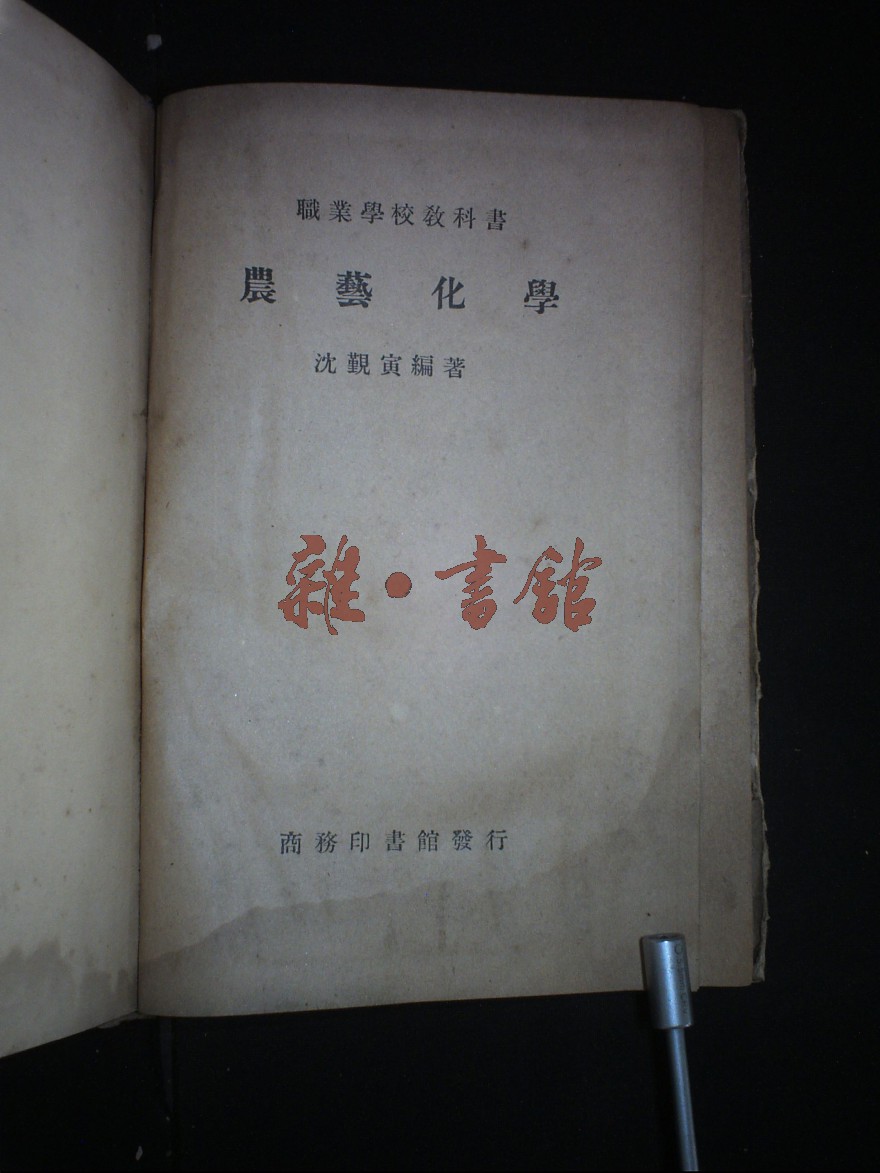 職業學校教科書
農藝化學
沈覲寅編著
雜·書館
商務印書館發行